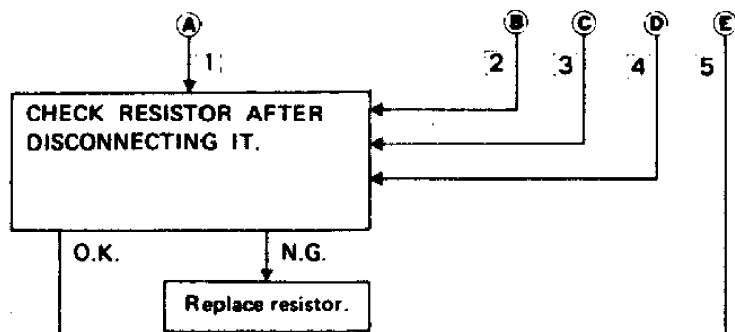 A B C D E
1 2 3 4 5
CHECK RESISTOR AFTER
DISCONNECTING IT.
O.K. N.G.
Replace resistor.